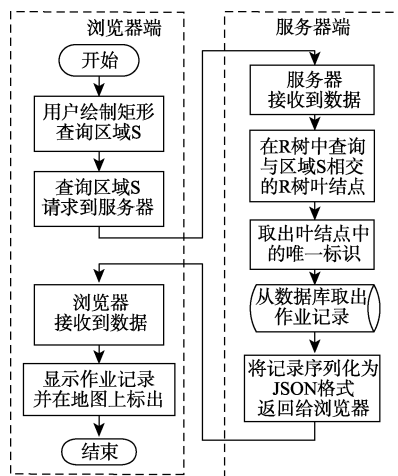 浏览器端
开始
用户绘制矩形
查询区域S
查询区域S
请求到服务器
服务器端
服务器
接收到数据
在R树中查询
与区域S相交
的R树叶结点
取出叶结点中
的唯一标识
从数据库取出
作业记录
将记录序列化为
JSON格式
返回给浏览器
浏览器
接收到数据
显示作业记录
并在地图上标出
结束